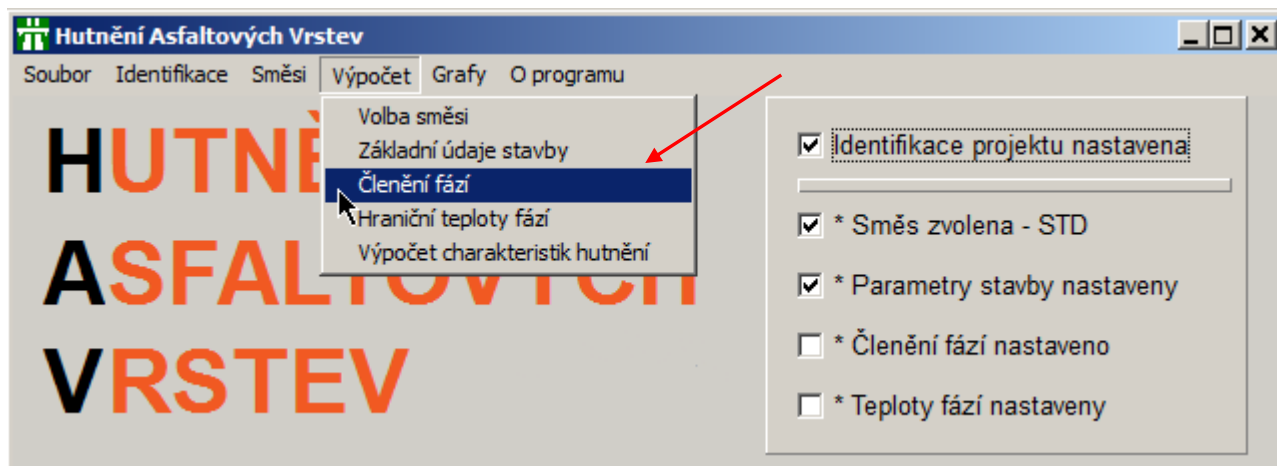 Hutnění Asfaltových Vrstev
Soubor Identifikace Směsi Výpočet Grafy O programu
Volba směsi
Základní údaje stavby
Členění fází
Hraniční teploty fází
Výpočet charakteristik hutnění
HUTNĚ
ASFALTOVÝCH
VRSTEV
Identifikace projektu nastavena
* Směs zvolena - STD
* Parametry stavby nastaveny
* Členění fází nastaveno
* Teploty fází nastaveny